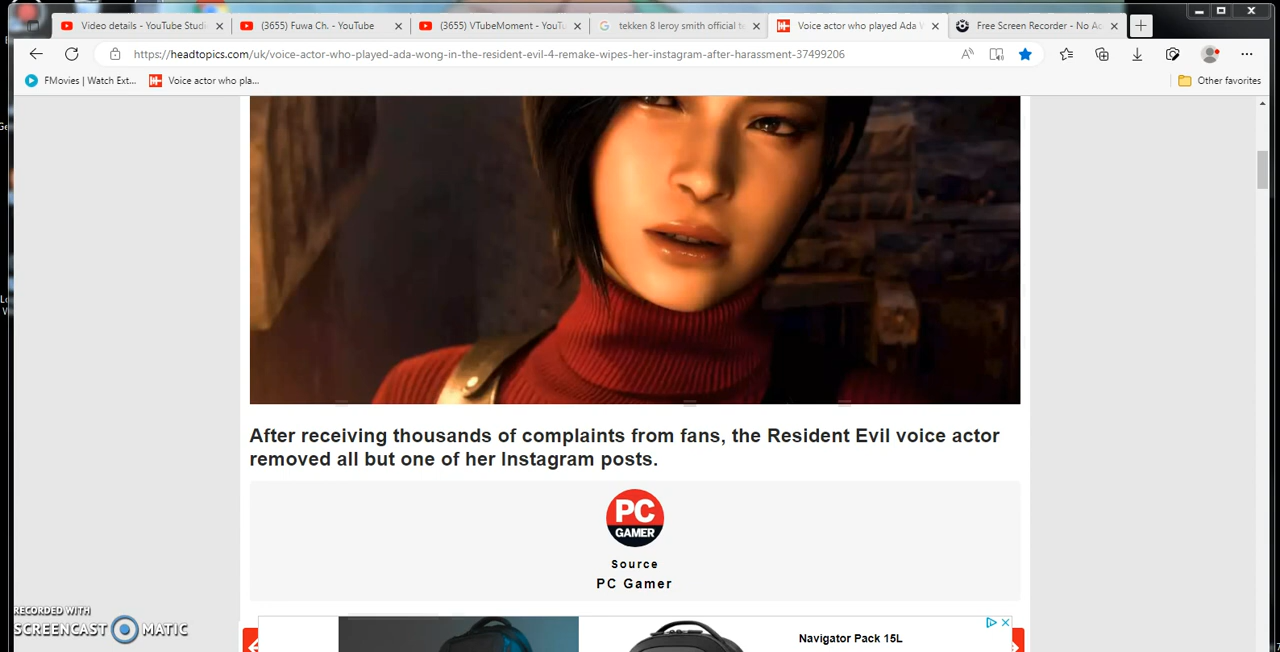 Video details - YouTube Studi
(3655) Fuwa Ch. - YouTube
(3655) VTubeMoment - YouTu
tekken 8 leroy smith official t
Voice actor who played Ada W
Free Screen Recorder - No Ac
https://headtopics.com/uk/voice-actor-who-played-ada-wong-in-the-resident-evil-4-remake-wipes-her-instagram-after-harassment-37499206
FMovies | Watch Ext...
Voice actor who pla...
Other favorites
After receiving thousands of complaints from fans, the Resident Evil voice actor
removed all but one of her Instagram posts.
PC
GAMER
Source
PC Gamer
RECORDED WITH
SCREENCAST MATIC
Navigator Pack 15L